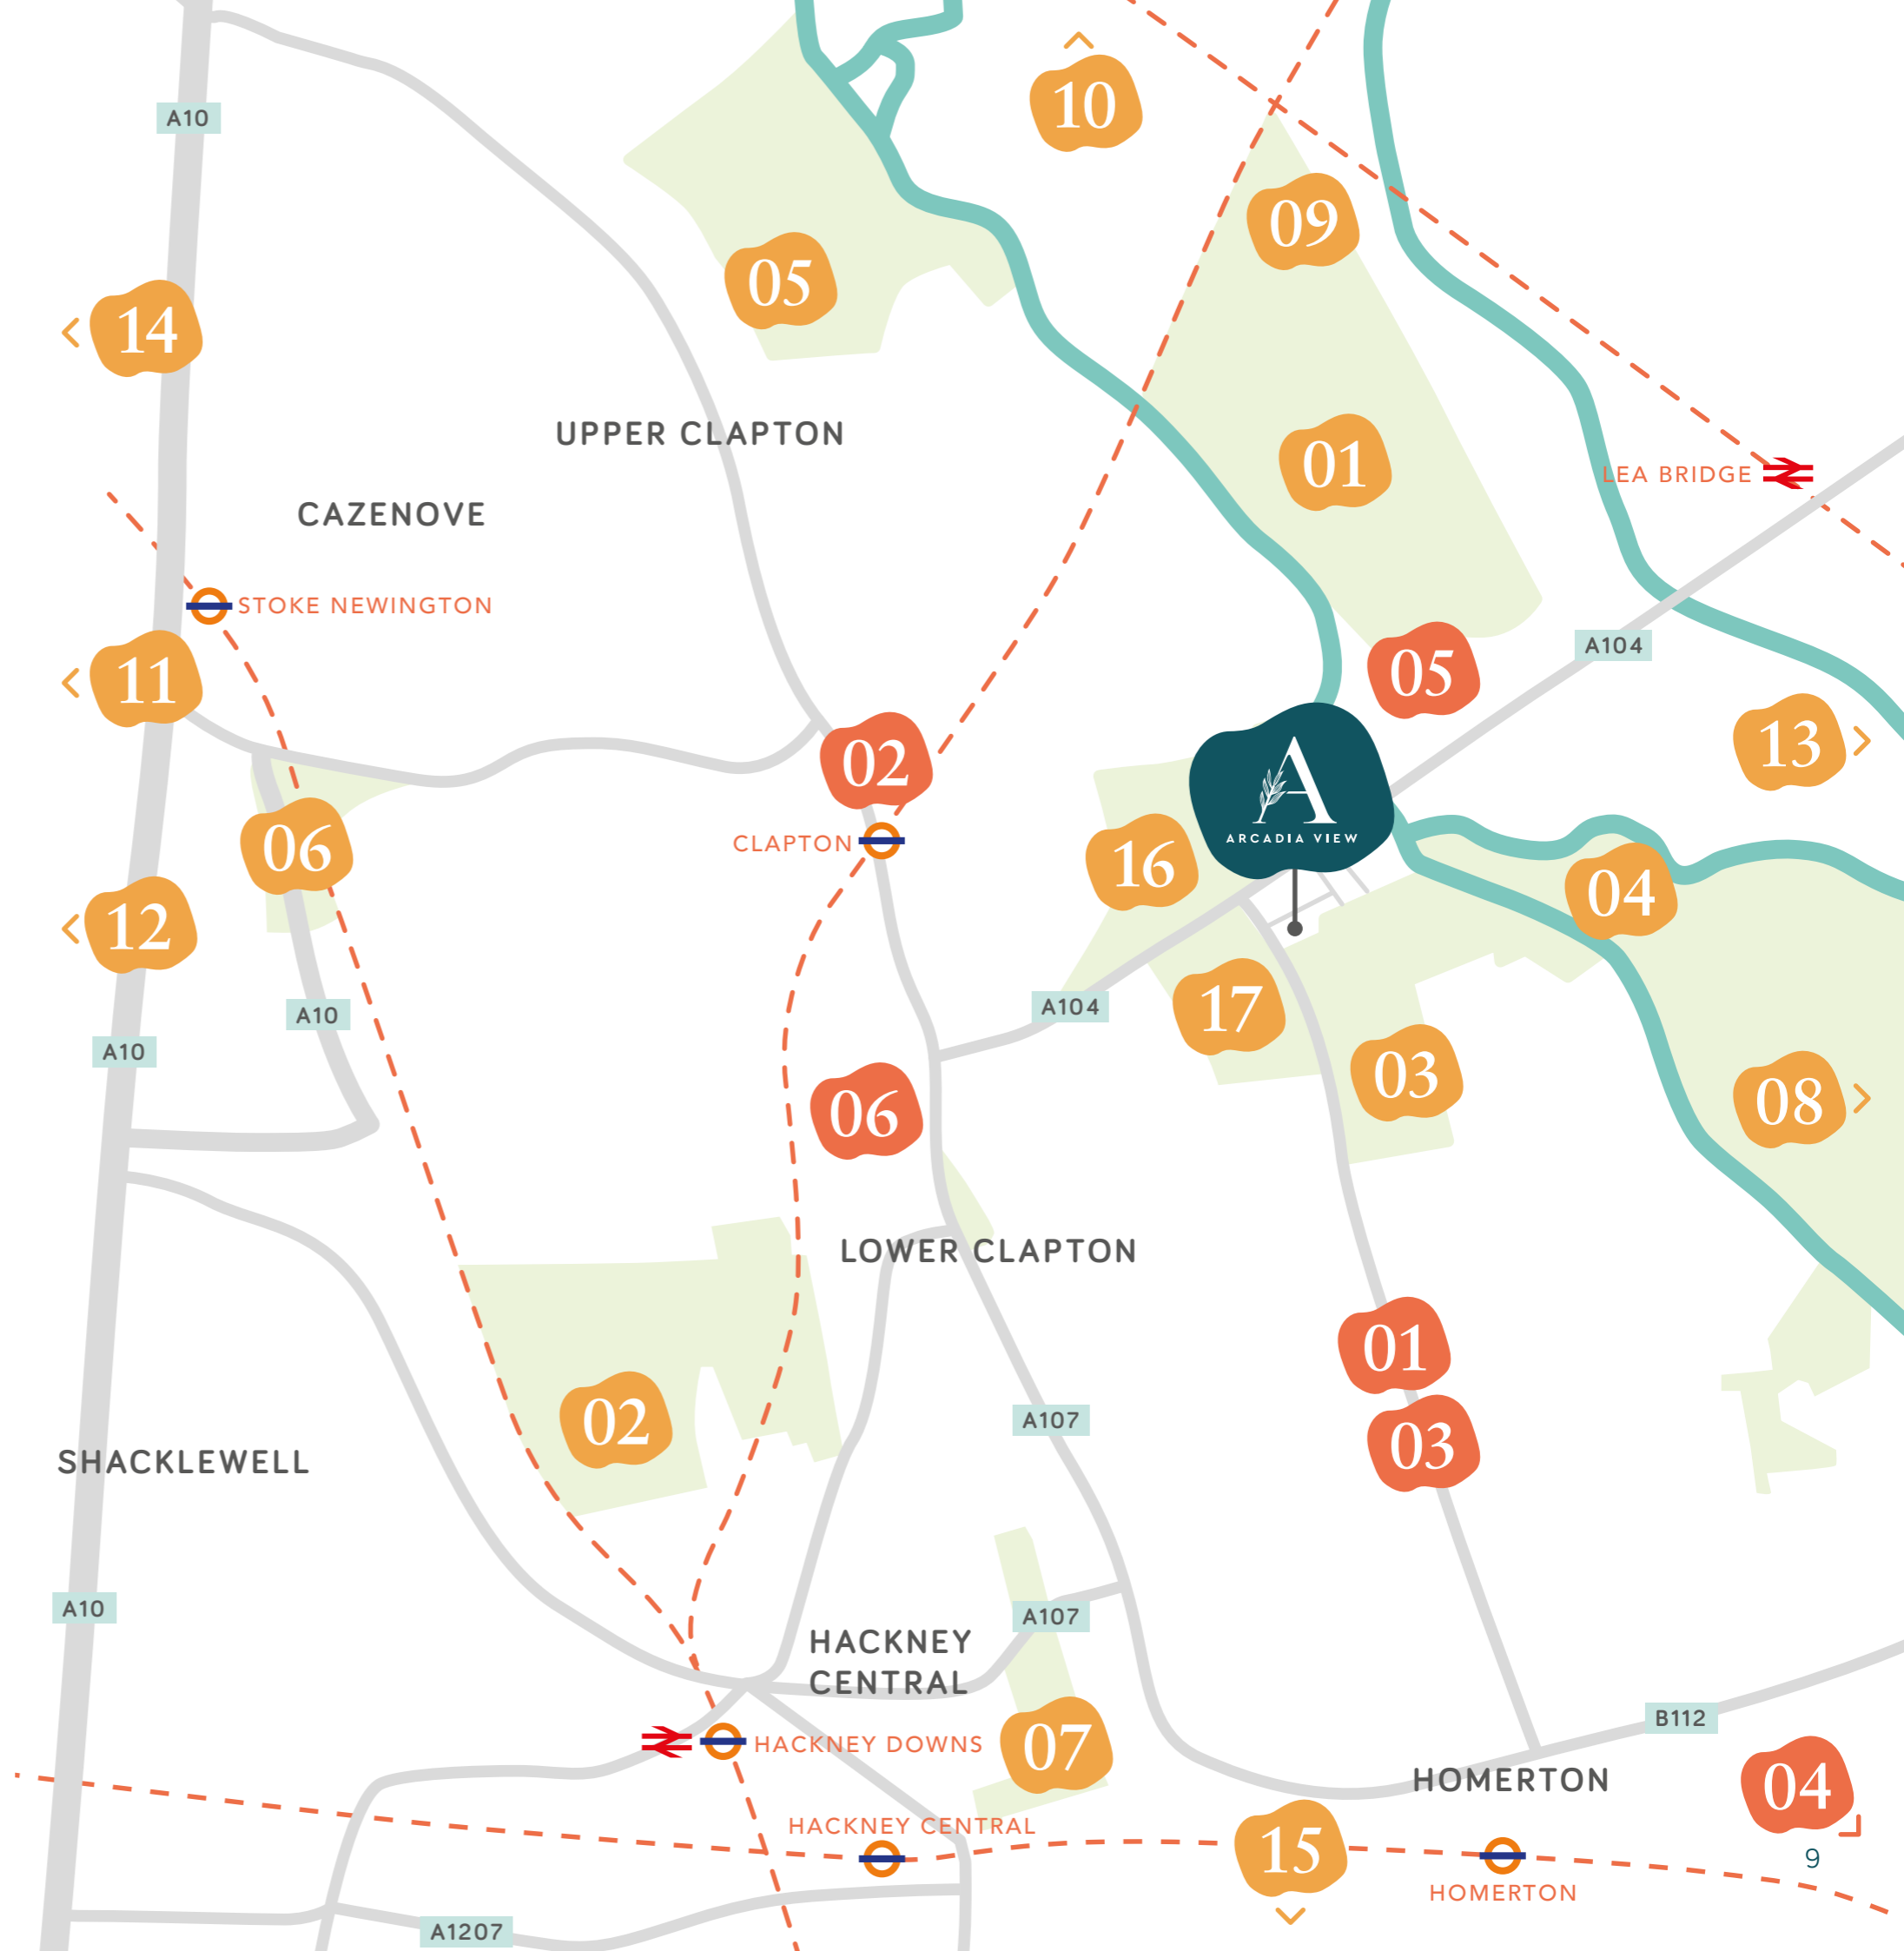 10
A10
09
05
14
UPPER CLAPTON
01
LEA BRIDGE
CAZENOVE
STOKE NEWINGTON
A104
05
11
13
02
A
ARCADIA VIEW
CLAPTON
06
16
04
12
A104
17
A10
A10
03
08
06
LOWER CLAPTON
01
A107
02
03
SHACKLEWELL
A10
A107
HACKNEY
CENTRAL
B112
HACKNEY DOWNS
07
HOMERTON
04
HACKNEY CENTRAL
15
9
HOMERTON
A1207